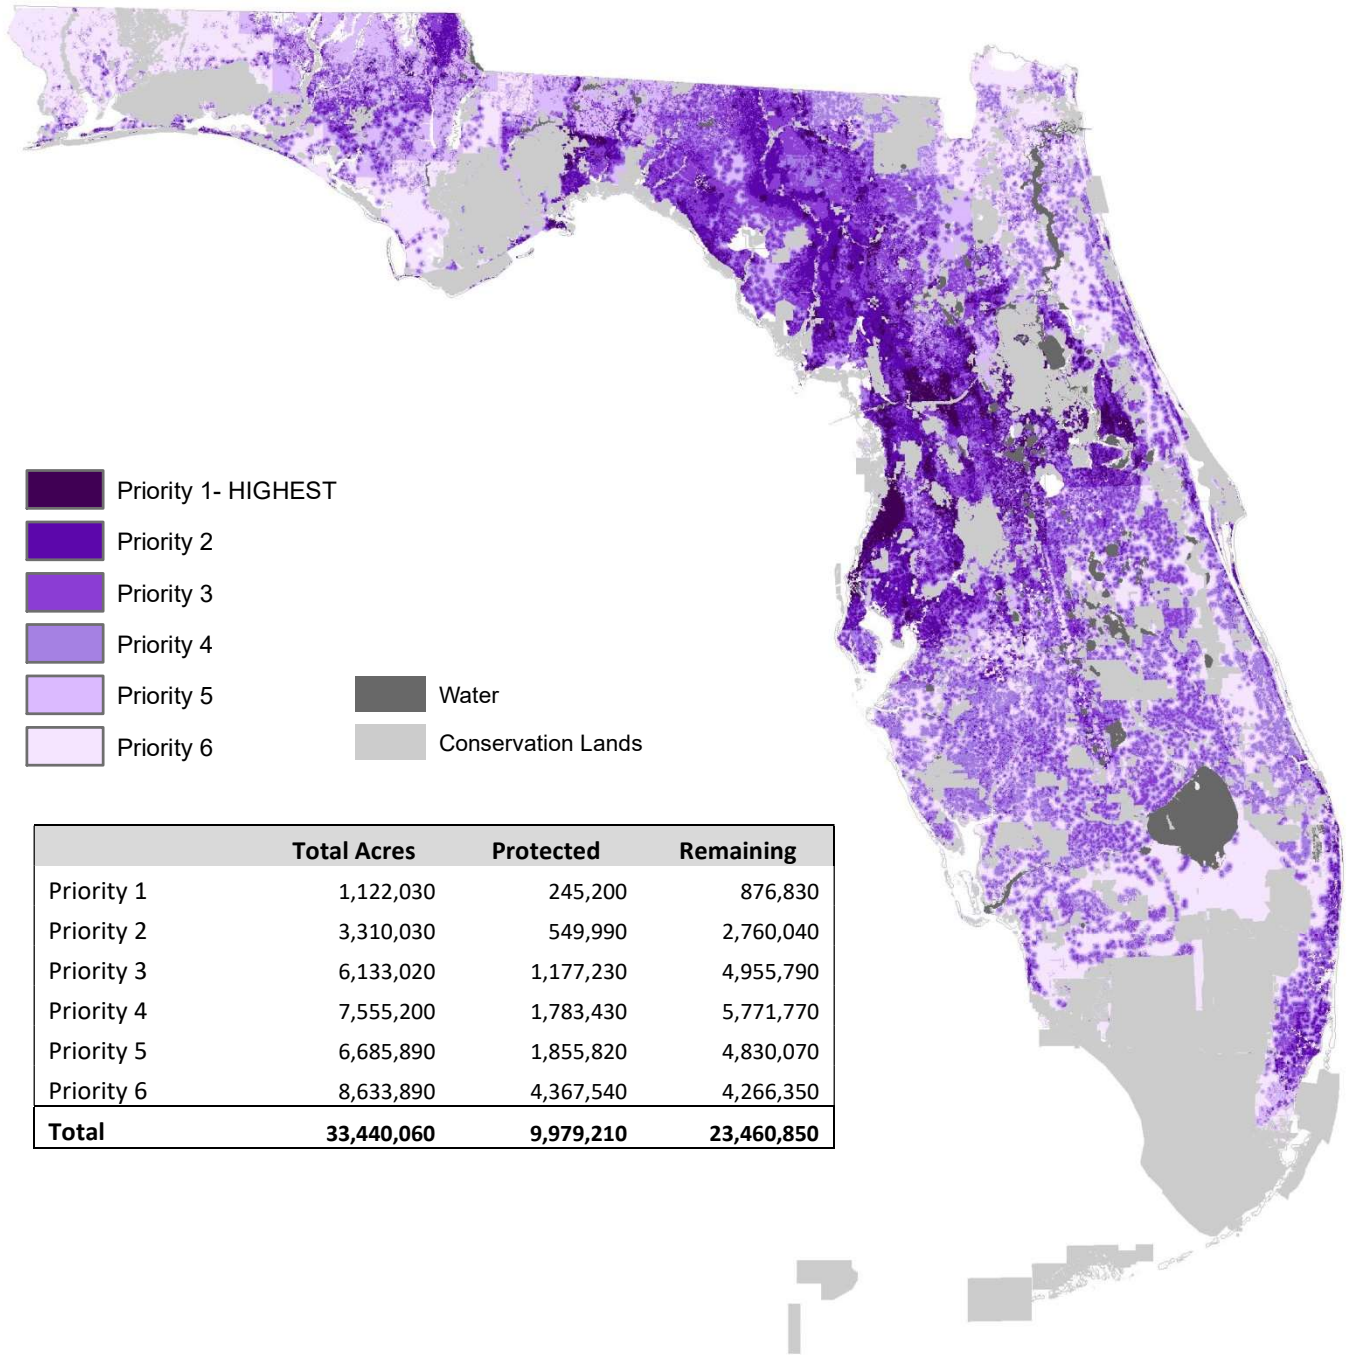 Priority 1- HIGHEST
Priority 2
Priority 3
Priority 4
Priority 5
Priority 6
Water
Conservation Lands
Total Acres Protected Remaining
Priority 1 1,122,030 245,200 876,830
Priority 2 3,310,030 549,990 2,760,040
Priority 3 6,133,020 1,177,230 4,955,790
Priority 4 7,555,200 1,783,430 5,771,770
Priority 5 6,685,890 1,855,820 4,830,070
Priority 6 8,633,890 4,367,540 4,266,350
Total 33,440,060 9,979,210 23,460,850